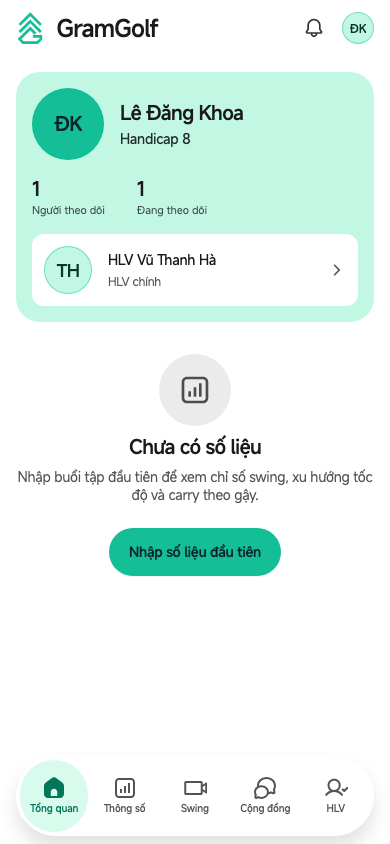 GramGolf
ĐK
ĐK
Lê Đăng Khoa
Handicap 8
1
Người theo dõi
1
Đang theo dõi
TH
HLV Vũ Thanh Hà
HLV chính
Chưa có số liệu
Nhập buổi tập đầu tiên để xem chỉ số swing, xu hướng tốc
độ và carry theo gậy.
Nhập số liệu đầu tiên
Tổng quan
Thông số
Swing
Cộng đồng
HLV